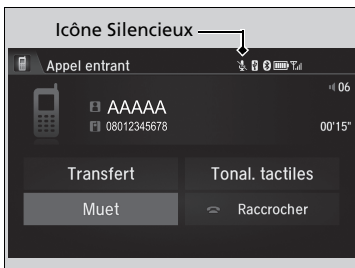 Icône Silencieux
Appel entrant
06
AAAAA
08012345678
00'15"
Transfert
Tonal. tactiles
Muet
Raccrocher